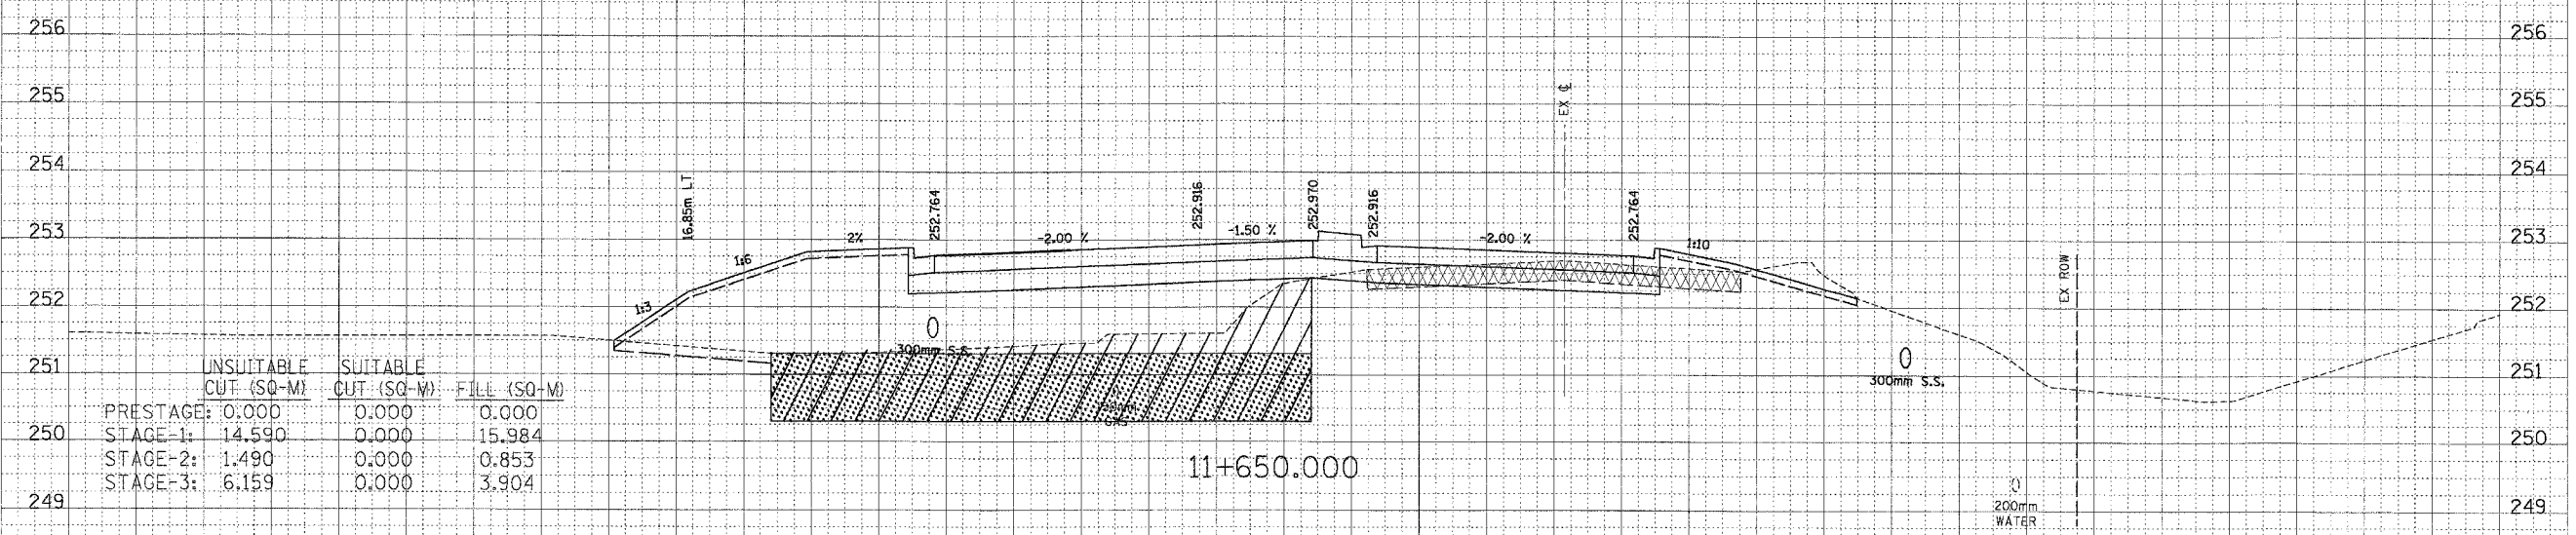 256
256
255
EX ℄
255
254
254
16.85m LT
252.764
252.916
252.970
252.916
252.764
253
2%
-2.00 %
-1.50 %
-2.00 %
1:10
253
1:6
EX ROW
252
1:3
252
300mm S.S.
251
300mm S.S.
251
UNSUITABLE SUITABLE
CUT (SQ-M) CUT (SQ-M) FILL (SQ-M)
PRESTAGE: 0.000 0.000 0.000
STAGE-1: 14.590 0.000 15.984
STAGE-2: 1.490 0.000 0.853
STAGE-3: 6.159 0.000 3.904
GAS
250
250
11+650.000
249
200mm
WATER
249